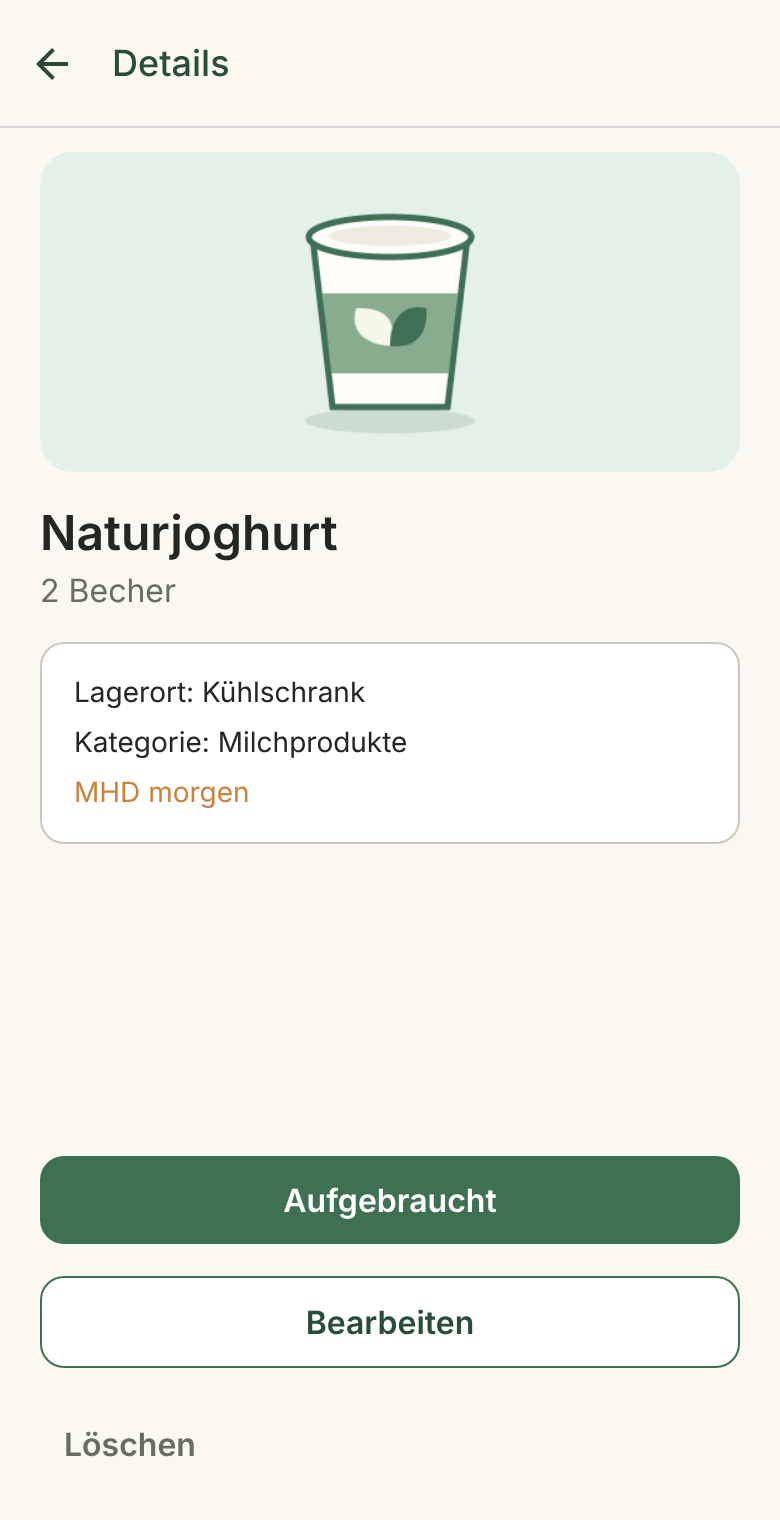 Details
Naturjoghurt
2 Becher
Lagerort: Kühlschrank
Kategorie: Milchprodukte
MHD morgen
Aufgebraucht
Bearbeiten
Löschen